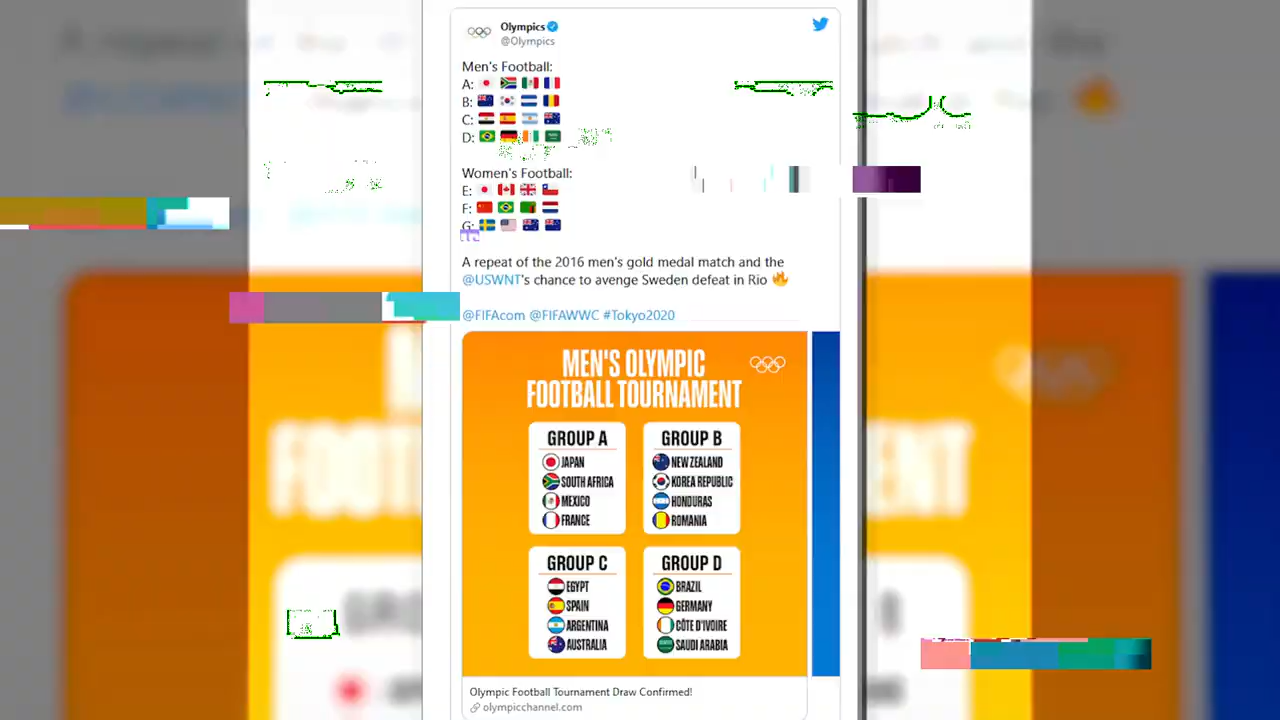 Olympics
@Olympics
Men's Football:
A: 🇯🇵 🇿🇦 🇲🇽 🇫🇷
B: 🇳🇿 🇰🇷 🇭🇳 🇷🇴
C: 🇪🇬 🇪🇸 🇦🇷 🇦🇺
D: 🇧🇷 🇩🇪 🇨🇮 🇸🇦
Women's Football:
E: 🇯🇵 🇨🇦 🇬🇧 🇨🇱
F: 🇨🇳 🇧🇷 🇿🇲 🇳🇱
G: 🇸🇪 🇺🇸 🇦🇺 🇳🇿
A repeat of the 2016 men's gold medal match and the
@USWNT's chance to avenge Sweden defeat in Rio 🔥
@FIFAcom @FIFAWWC #Tokyo2020
MEN'S OLYMPIC
FOOTBALL TOURNAMENT
GROUP A
JAPAN
SOUTH AFRICA
MEXICO
FRANCE
GROUP B
NEW ZEALAND
KOREA REPUBLIC
HONDURAS
ROMANIA
GROUP C
EGYPT
SPAIN
ARGENTINA
AUSTRALIA
GROUP D
BRAZIL
GERMANY
CÔTE D'IVOIRE
SAUDI ARABIA
Olympic Football Tournament Draw Confirmed!
olympicchannel.com